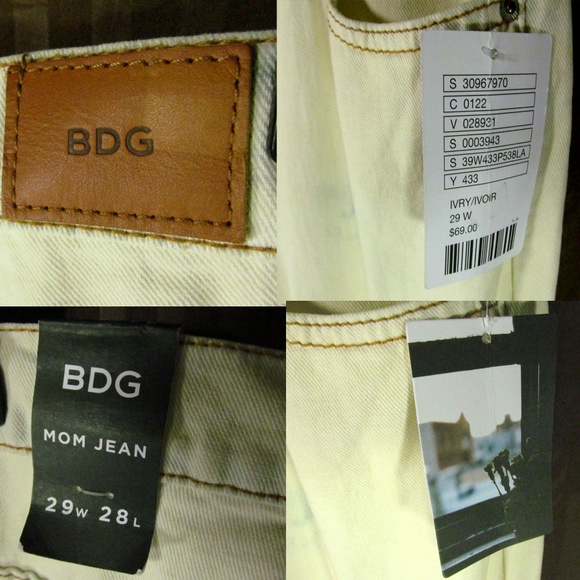 BDG
S 30967970
C 0122
V 028931
S 0003943
S 39W433P538LA
Y 433
IVRY/IVOIR
29 W
$69.00
BDG
MOM JEAN
29W 28L